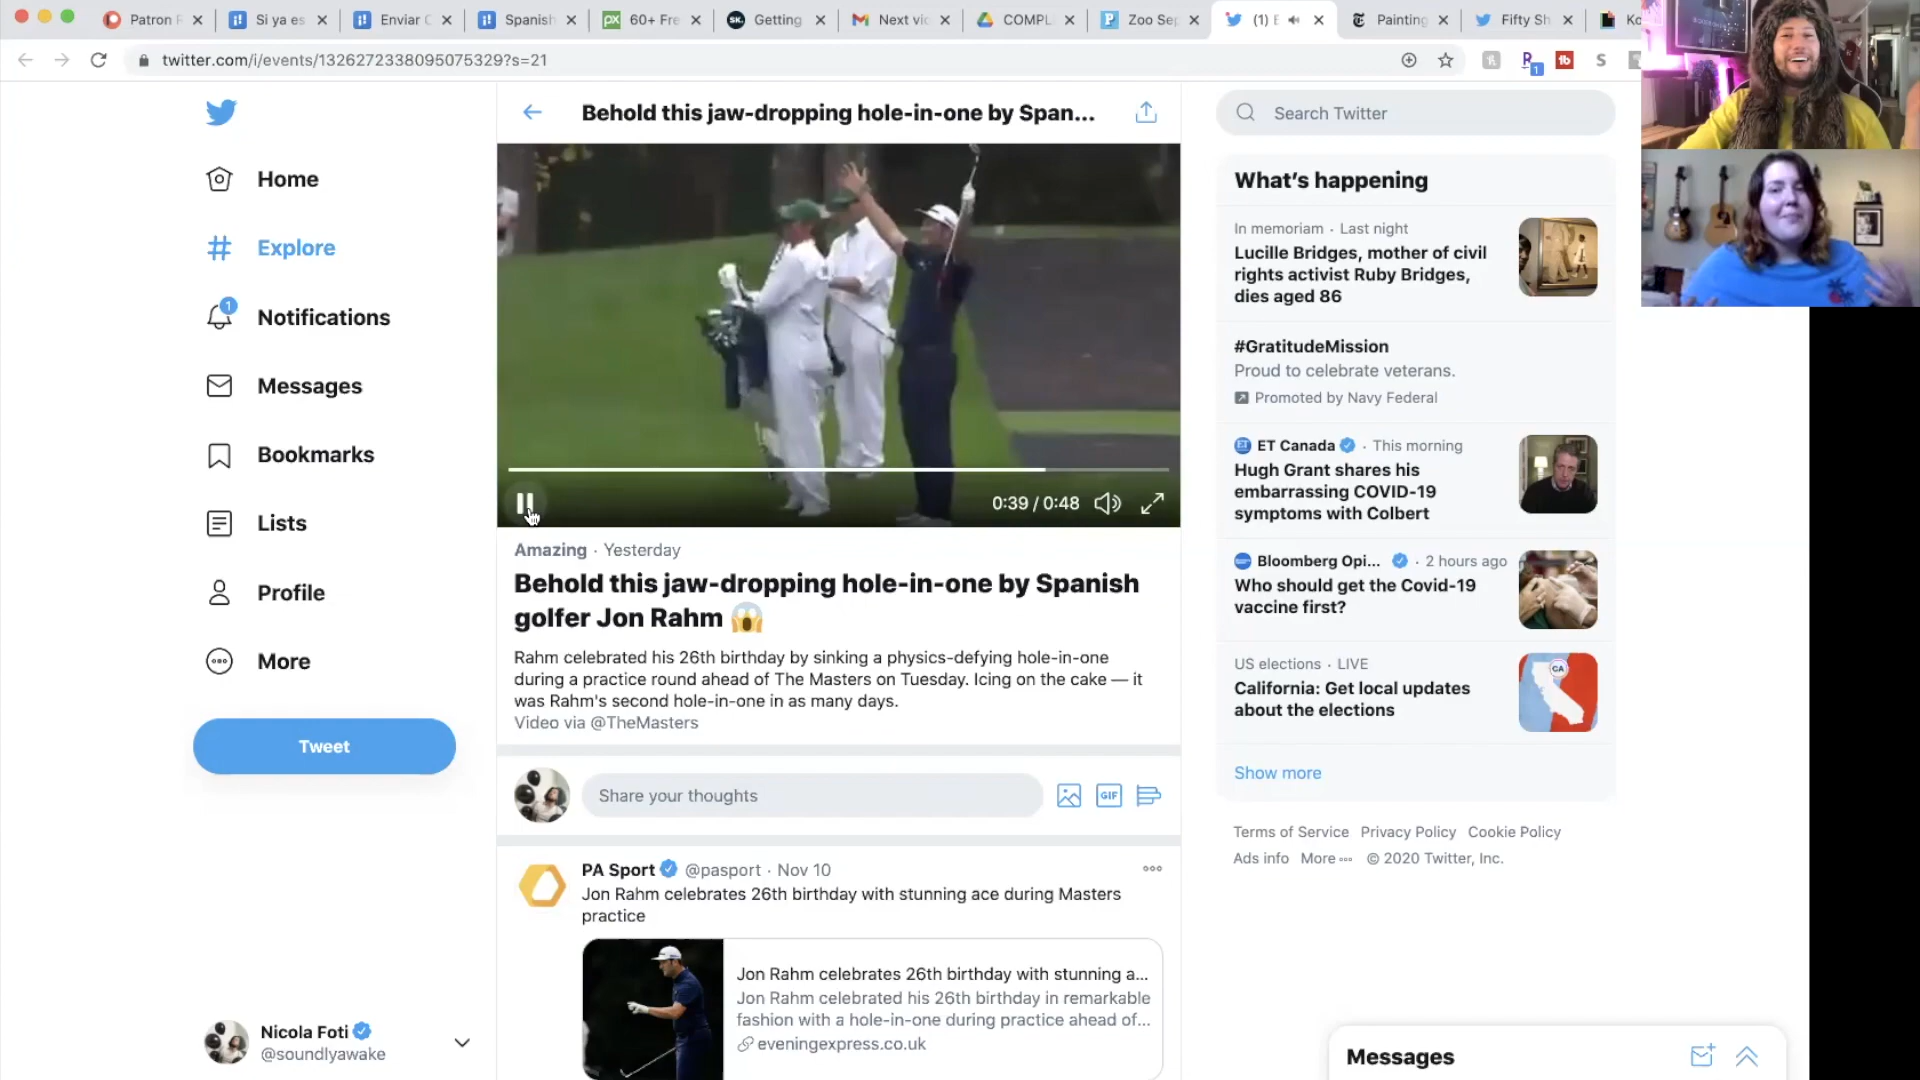 Patron F
Si ya es
Enviar C
Spanish
60+ Fre
Getting
Next vi
COMPL
Zoo Se
(1) E
Painting
Fifty Sh
Ko
twitter.com/i/events/1326272338095075329?s=21
Home
Explore
1
Notifications
Messages
Bookmarks
Lists
Profile
More
Tweet
Nicola Foti
@soundlyawake
Behold this jaw-dropping hole-in-one by Span...
0:39 / 0:48
Amazing · Yesterday
Behold this jaw-dropping hole-in-one by Spanish
golfer Jon Rahm
Rahm celebrated his 26th birthday by sinking a physics-defying hole-in-one
during a practice round ahead of The Masters on Tuesday. Icing on the cake — it
was Rahm's second hole-in-one in as many days.
Video via @TheMasters
Share your thoughts
GIF
PA Sport @pasport · Nov 10
Jon Rahm celebrates 26th birthday with stunning ace during Masters
practice
Jon Rahm celebrates 26th birthday with stunning a...
Jon Rahm celebrated his 26th birthday in remarkable
fashion with a hole-in-one during practice ahead of...
eveningexpress.co.uk
Search Twitter
What's happening
In memoriam · Last night
Lucille Bridges, mother of civil
rights activist Ruby Bridges,
dies aged 86
#GratitudeMission
Proud to celebrate veterans.
Promoted by Navy Federal
ET Canada · This morning
Hugh Grant shares his
embarrassing COVID-19
symptoms with Colbert
Bloomberg Opi... · 2 hours ago
Who should get the Covid-19
vaccine first?
US elections · LIVE
California: Get local updates
about the elections
CA
Show more
Terms of Service Privacy Policy Cookie Policy
Ads info More © 2020 Twitter, Inc.
Messages